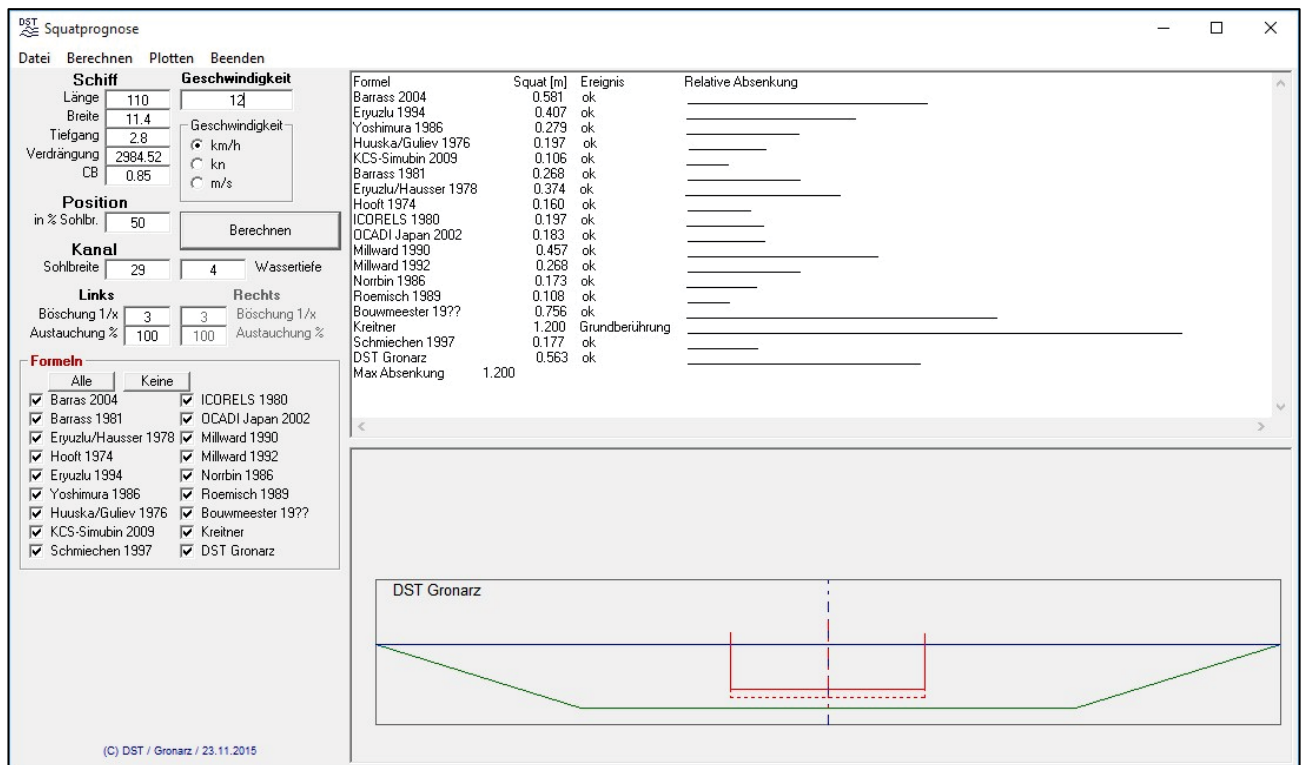 DST Squatprognose
Datei Berechnen Plotten Beenden
Schiff
Länge 110
Breite 11.4
Tiefgang 2.8
Verdrängung 2984.52
CB 0.85
Geschwindigkeit
12
Geschwindigkeit
km/h
kn
m/s
Position
in % Sohlbr. 50
Berechnen
Kanal
Sohlbreite 29 4 Wassertiefe
Links Rechts
Böschung 1/x 3 3 Böschung 1/x
Austauchung % 100 100 Austauchung %
Formeln
Alle Keine
Barras 2004 ICORELS 1980
Barrass 1981 OCADI Japan 2002
Eryuzlu/Hausser 1978 Millward 1990
Hooft 1974 Millward 1992
Eryuzlu 1994 Norrbin 1986
Yoshimura 1986 Roemisch 1989
Huuska/Guliev 1976 Bouwmeester 19??
KCS-Simubin 2009 Kreitner
Schmiechen 1997 DST Gronarz
(C) DST / Gronarz / 23.11.2015
Formel Squat [m] Ereignis Relative Absenkung
Barrass 2004 0.581 ok
Eryuzlu 1994 0.407 ok
Yoshimura 1986 0.279 ok
Huuska/Guliev 1976 0.197 ok
KCS-Simubin 2009 0.106 ok
Barrass 1981 0.268 ok
Eryuzlu/Hausser 1978 0.374 ok
Hooft 1974 0.160 ok
ICORELS 1980 0.197 ok
OCADI Japan 2002 0.183 ok
Millward 1990 0.457 ok
Millward 1992 0.268 ok
Norrbin 1986 0.173 ok
Roemisch 1989 0.108 ok
Bouwmeester 19?? 0.756 ok
Kreitner 1.200 Grundberührung
Schmiechen 1997 0.177 ok
DST Gronarz 0.563 ok
Max Absenkung 1.200
DST Gronarz